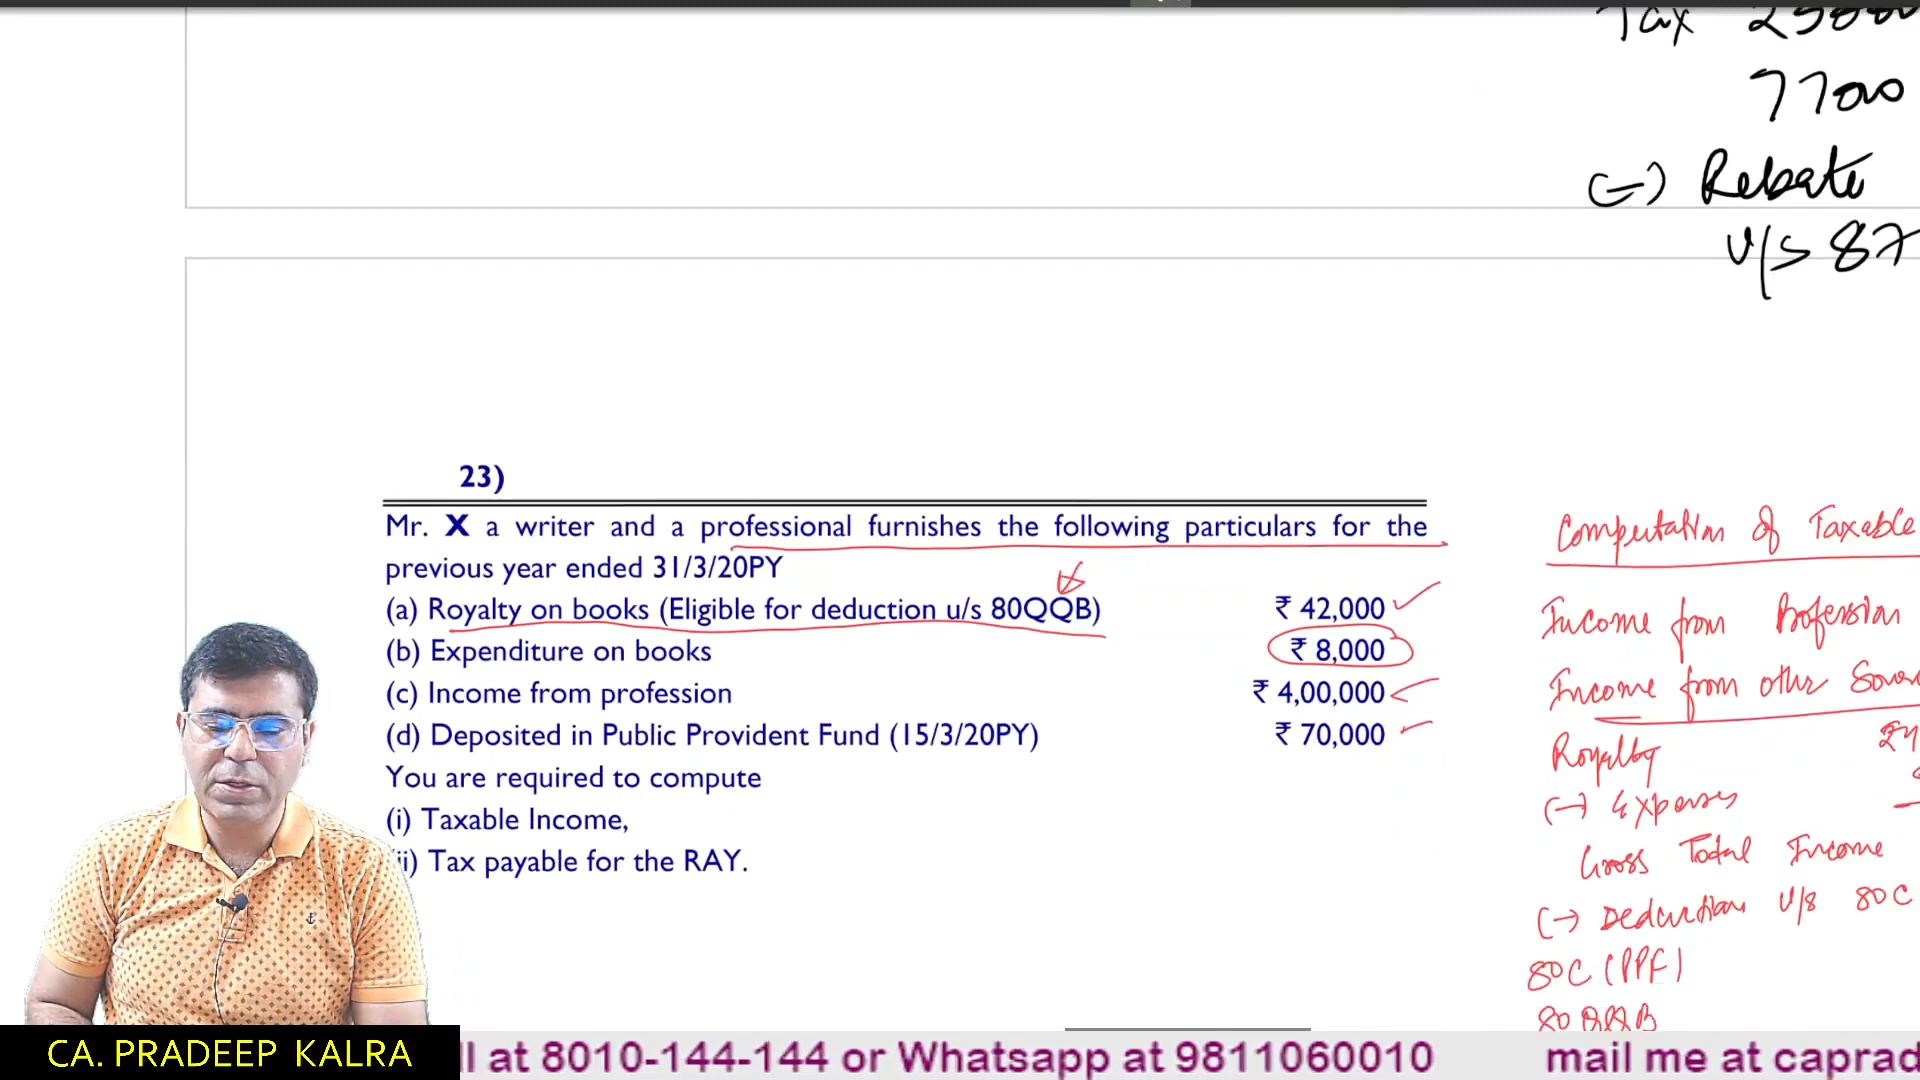 Tax
7700
(-) Rebate
u/s 87
23)
Mr. X a writer and a professional furnishes the following particulars for the
previous year ended 31/3/20PY
(a) Royalty on books (Eligible for deduction u/s 80QQB) ₹ 42,000
(b) Expenditure on books ₹ 8,000
(c) Income from profession ₹ 4,00,000
(d) Deposited in Public Provident Fund (15/3/20PY) ₹ 70,000
You are required to compute
(i) Taxable Income,
ii) Tax payable for the RAY.
Computation of Taxable
Income from Profession
Income from other
Royalty
(-) Expenses
Gross Total Income
(-) Deductions u/s 80C
80C (PPF)
80QQB
CA. PRADEEP KALRA
ll at 8010-144-144 or Whatsapp at 9811060010 mail me at caprad